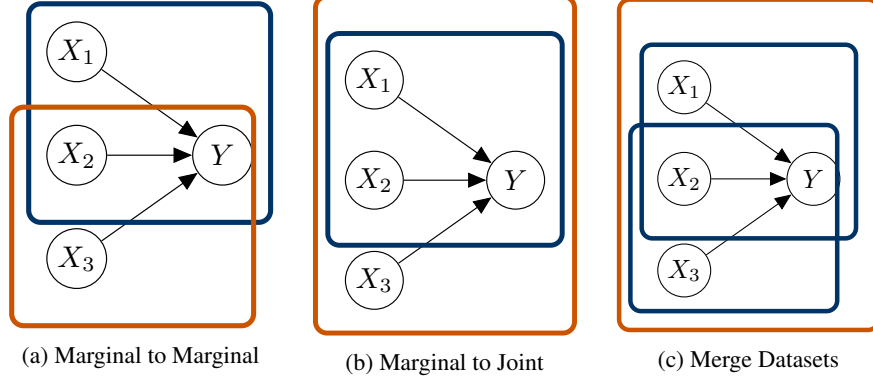 X₁
X₂
Y
X₃
(a) Marginal to Marginal
X₁
X₂
Y
X₃
(b) Marginal to Joint
X₁
X₂
Y
X₃
(c) Merge Datasets